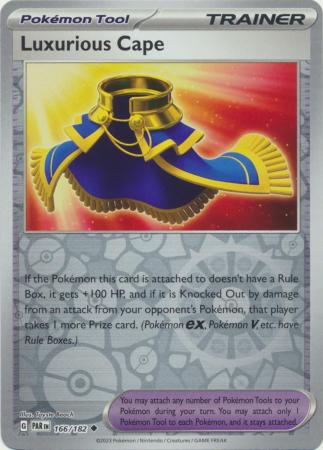 Pokémon Tool TRAINER
Luxurious Cape
If the Pokémon this card is attached to doesn't have a Rule
Box, it gets +100 HP, and if it is Knocked Out by damage
from an attack from your opponent's Pokémon, that player
takes 1 more Prize card. (Pokémon ex, Pokémon V, etc. have
Rule Boxes.)
Illus. Toyste Beach
You may attach any number of Pokémon Tools to your
Pokémon during your turn. You may attach only 1
Pokémon Tool to each Pokémon, and it stays attached.
G PAR EN 166/182
©2023 Pokémon / Nintendo / Creatures / GAME FREAK